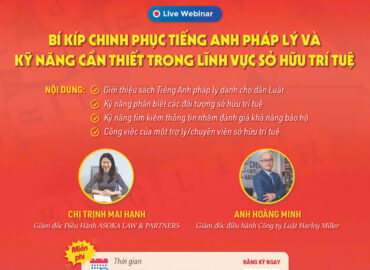 Live Webinar
BÍ KÍP CHINH PHỤC TIẾNG ANH PHÁP LÝ VÀ
KỸ NĂNG CẦN THIẾT TRONG LĨNH VỰC SỞ HỮU TRÍ TUỆ
NỘI DUNG:
Giới thiệu sách Tiếng Anh pháp lý dành cho dân Luật
Kỹ năng phân biệt các đối tượng sở hữu trí tuệ
Kỹ năng tìm kiếm thông tin nhằm đánh giá khả năng bảo hộ
Công việc của một trợ lý/chuyên viên sở hữu trí tuệ
CHỊ TRỊNH MAI HẠNH
Giám đốc Điều Hành ASOKA LAW & PARTNERS
ANH HOÀNG MINH
Giám đốc điều hành Công ty Luật Harley Miller
Miễn phí
Thời gian
ĐĂNG KÝ NGAY